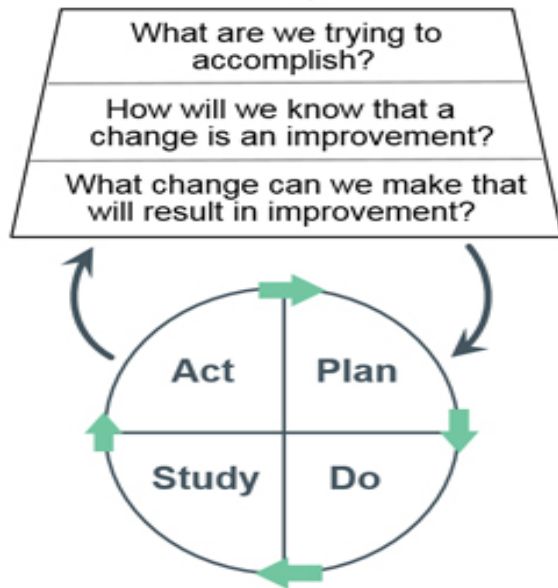 What are we trying to
accomplish?
How will we know that a
change is an improvement?
What change can we make that
will result in improvement?
Act
Plan
Study
Do